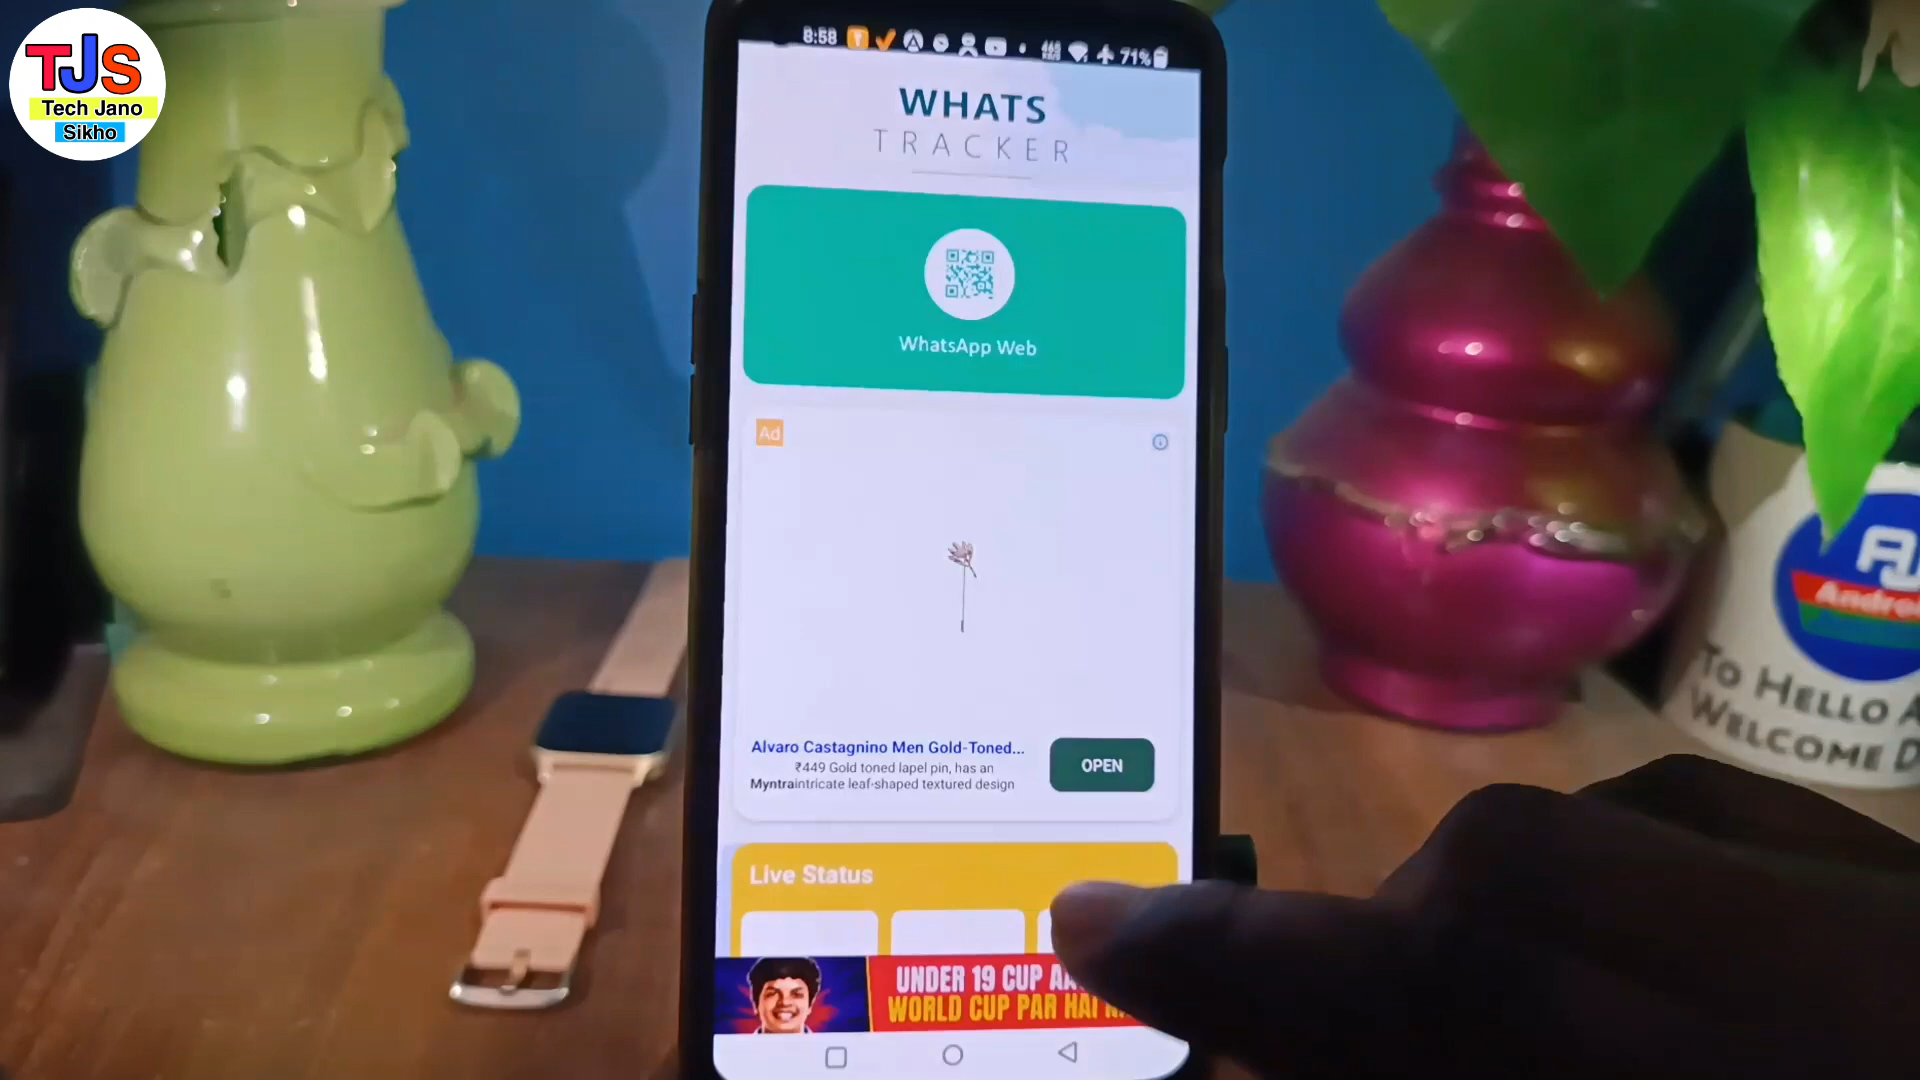 TJS
Tech Jano
Sikho
8:58
71%
WHATS
TRACKER
WhatsApp Web
Ad
Alvaro Castagnino Men Gold-Toned...
₹449 Gold toned lapel pin, has an
Myntra intricate leaf-shaped textured design
OPEN
Live Status
UNDER 19 CUP
WORLD CUP PAR HAI
TO HELLO
WELCOME